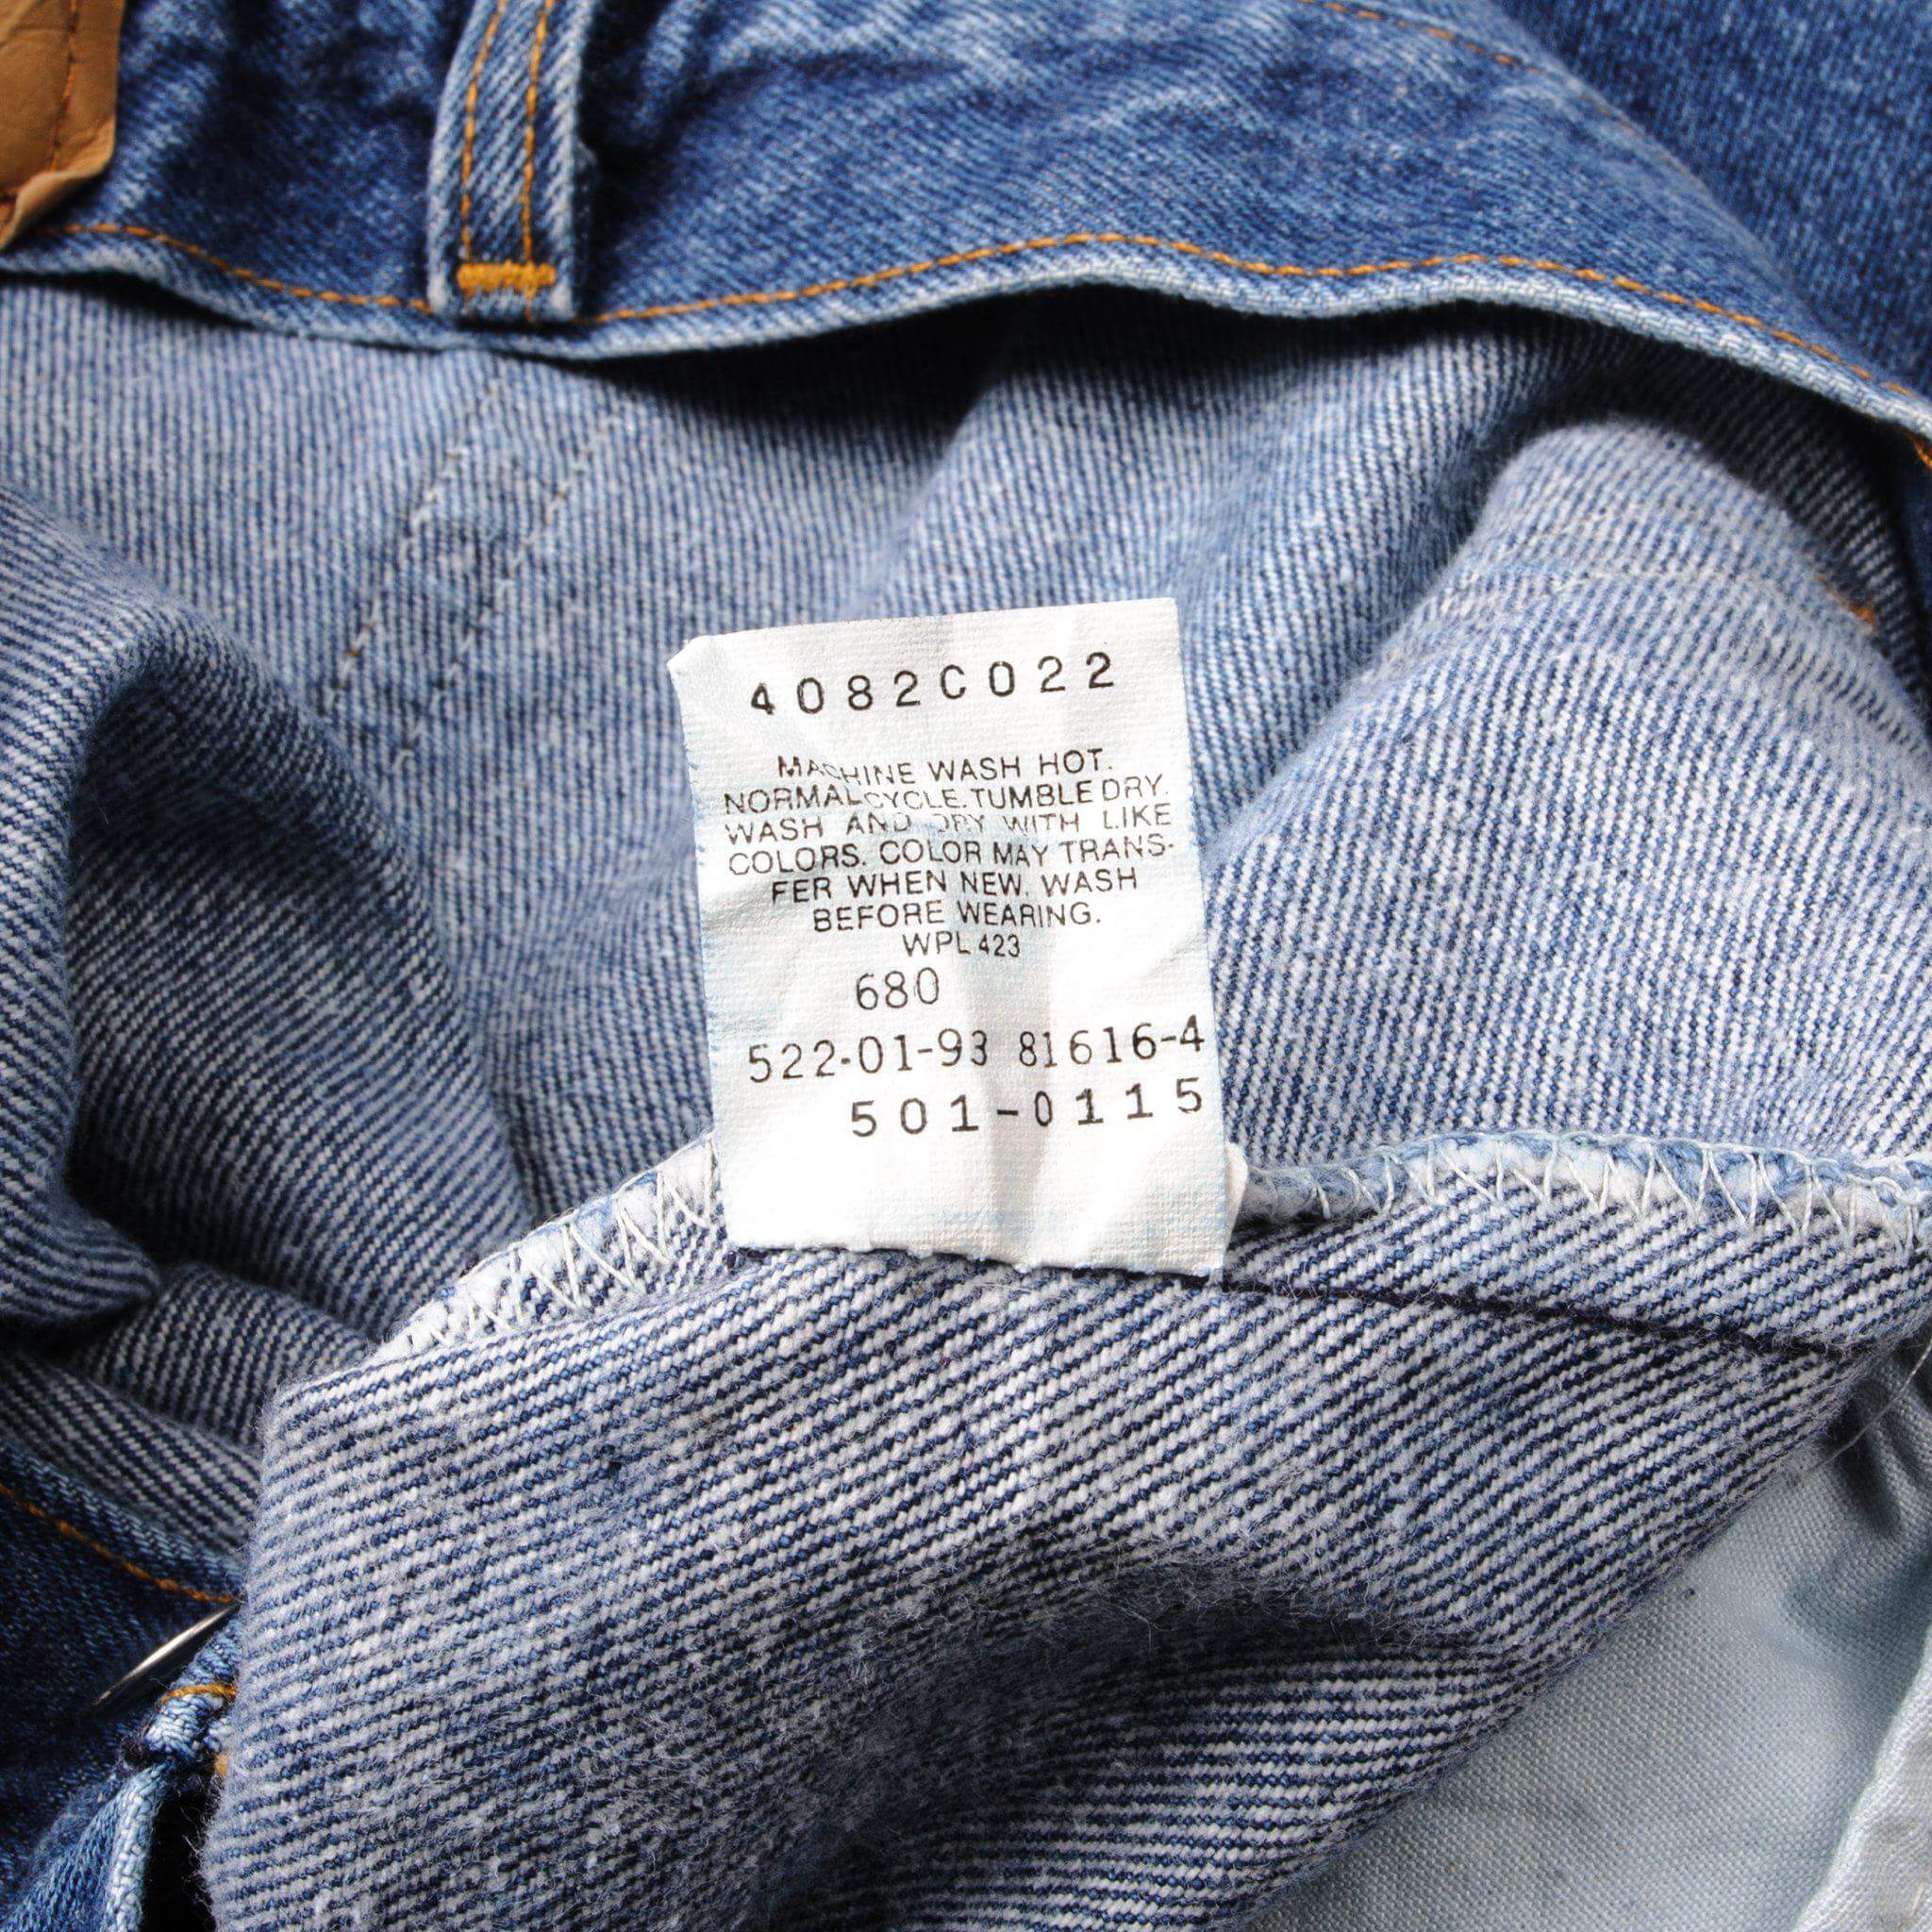 4082C022
MACHINE WASH HOT.
NORMAL CYCLE. TUMBLE DRY.
WASH AND DRY WITH LIKE
COLORS. COLOR MAY TRANS-
FER WHEN NEW. WASH
BEFORE WEARING.
WPL 423
680
522-01-93 81616-4
501-0115